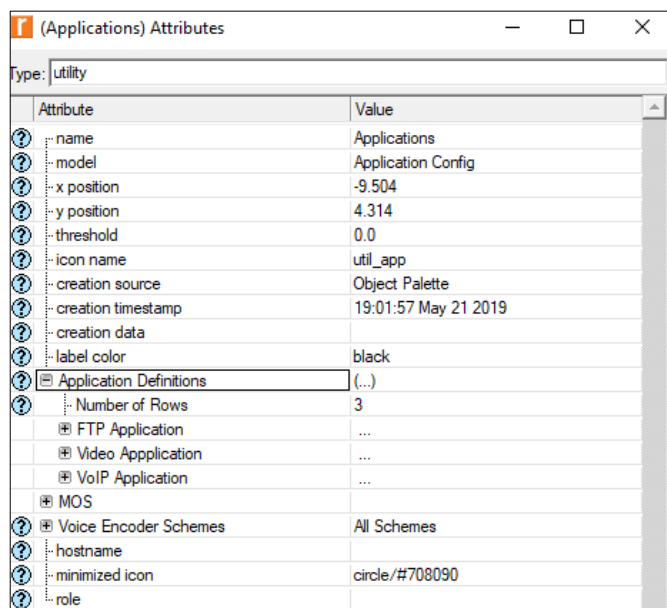 (Applications) Attributes
Type: utility
Attribute Value
name Applications
model Application Config
x position -9.504
y position 4.314
threshold 0.0
icon name util_app
creation source Object Palette
creation timestamp 19:01:57 May 21 2019
creation data
label color black
Application Definitions (...)
Number of Rows 3
FTP Application ...
Video Appplication ...
VoIP Application ...
MOS
Voice Encoder Schemes All Schemes
hostname
minimized icon circle/#708090
role